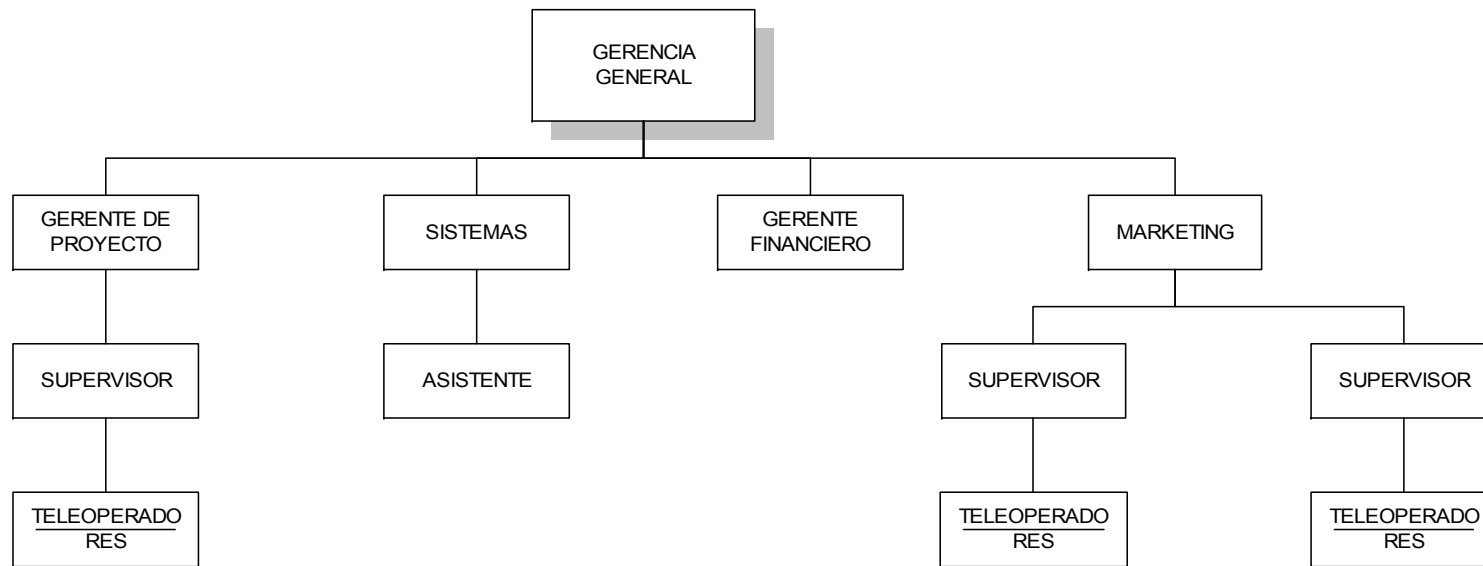 GERENCIA
GENERAL
GERENTE DE
PROYECTO
SISTEMAS
GERENTE
FINANCIERO
MARKETING
SUPERVISOR
ASISTENTE
SUPERVISOR
SUPERVISOR
TELEOPERADO
RES
TELEOPERADO
RES
TELEOPERADO
RES